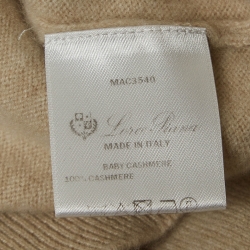 MAC3540
Loro Piana
MADE IN ITALY
BABY CASHMERE
100% CASHMERE